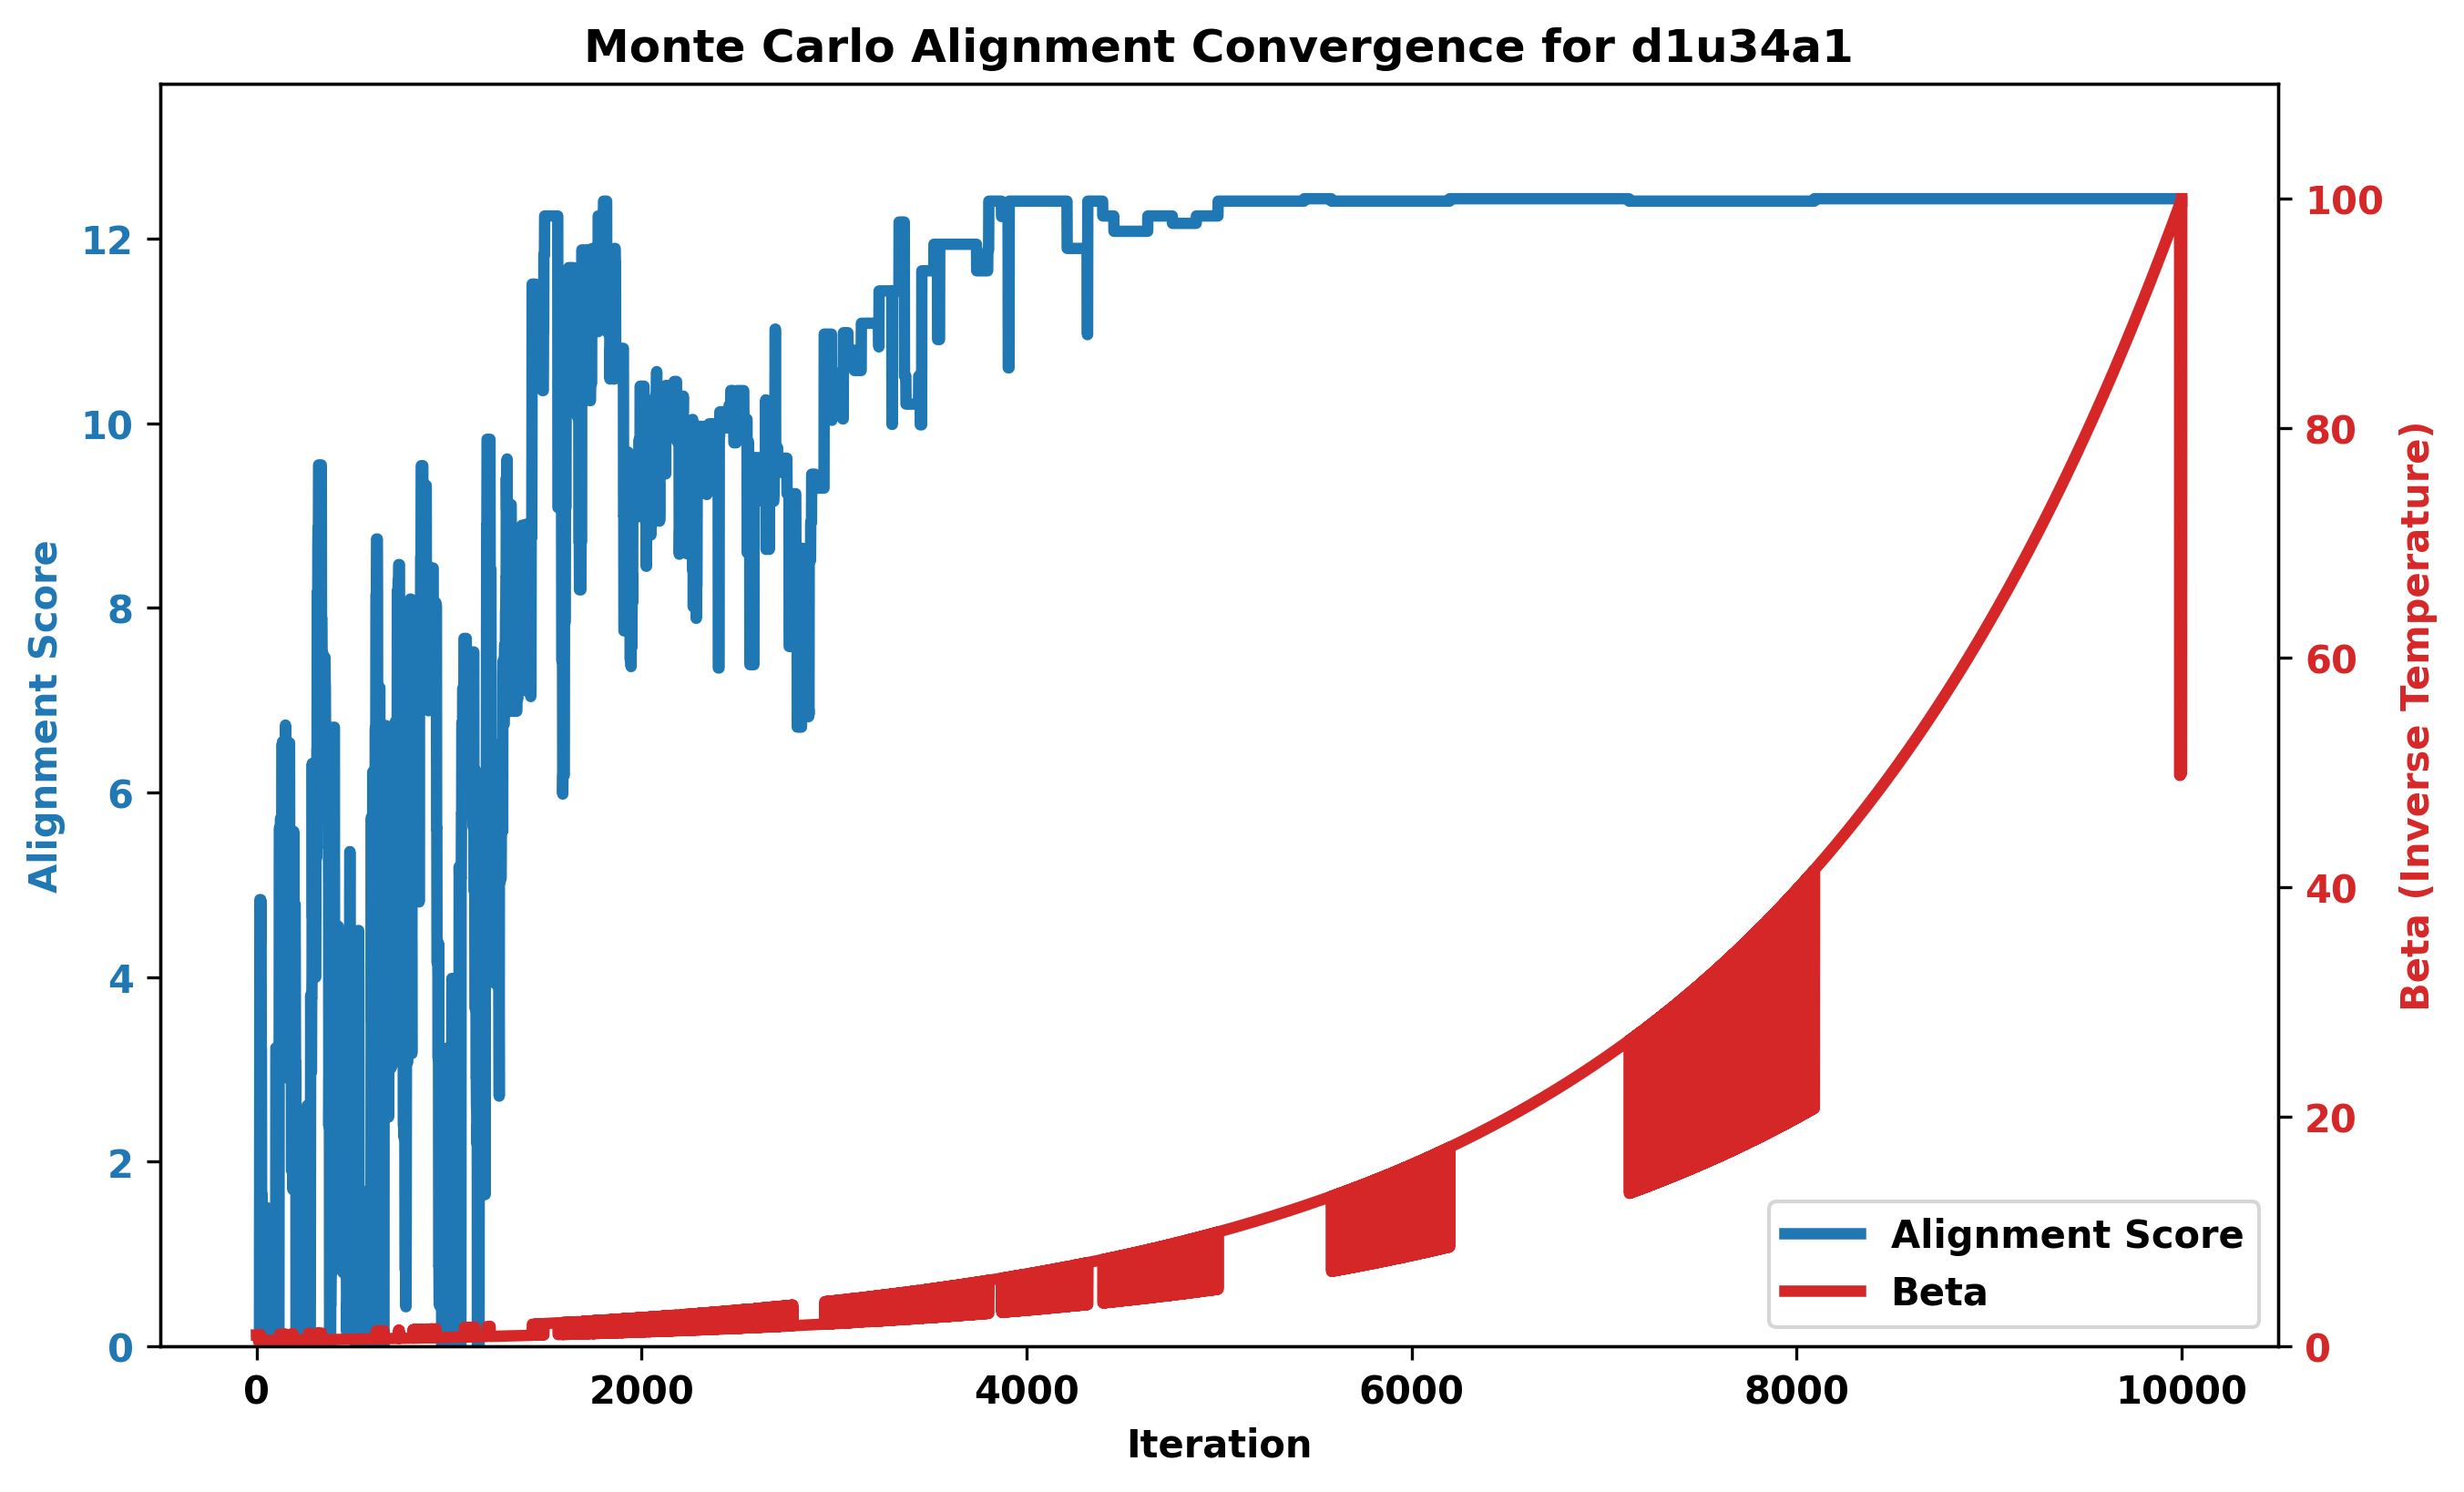 Monte Carlo Alignment Convergence for d1u34a1
Alignment Score
12
10
8
6
4
2
0
100
80
60
40
20
0
Beta (Inverse Temperature)
Alignment Score
Beta
0 2000 4000 6000 8000 10000
Iteration